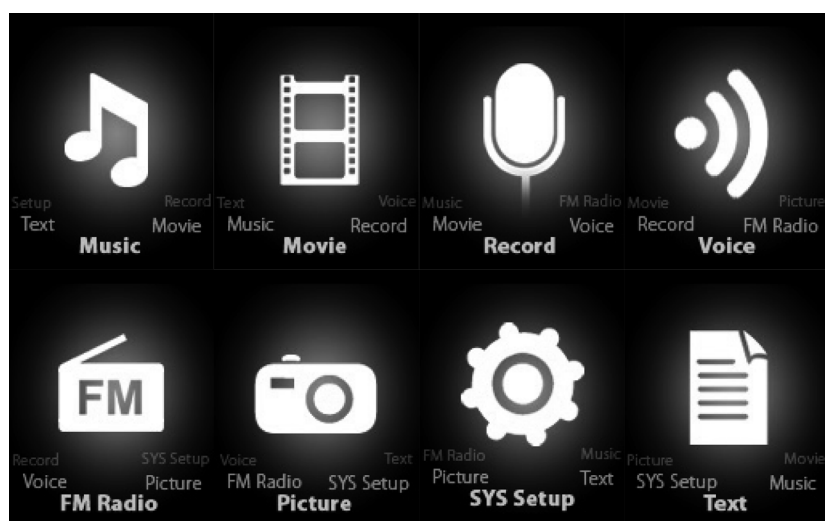 Setup Record
Text Movie
Music
Text Voice
Music Record
Movie
Music FM Radio
Movie Voice
Record
Movie Picture
Record FM Radio
Voice
FM
Record SYS Setup
Voice Picture
FM Radio
Voice Text
FM Radio SYS Setup
Picture
FM Radio Music
Picture Text
SYS Setup
Picture Movie
SYS Setup Music
Text